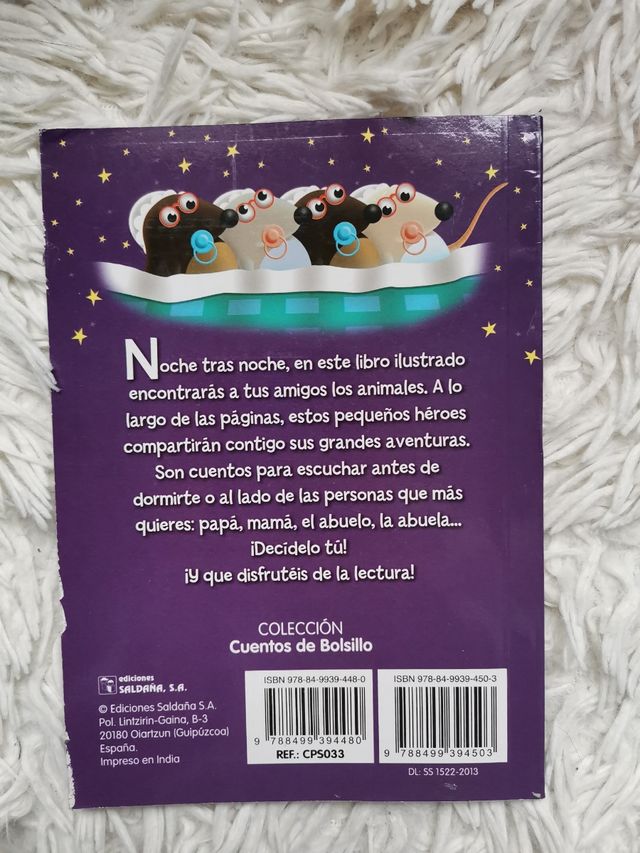 Noche tras noche, en este libro ilustrado
encontrarás a tus amigos los animales. A lo
largo de las páginas, estos pequeños héroes
compartirán contigo sus grandes aventuras.
Son cuentos para escuchar antes de
dormirte o al lado de las personas que más
quieres: papá, mamá, el abuelo, la abuela...
¡Decídelo tú!
¡Y que disfrutéis de la lectura!
COLECCIÓN
Cuentos de Bolsillo
ediciones
SALDAÑA, S.A.
© Ediciones Saldaña S.A.
Pol. Lintzirin-Gaina, B-3
20180 Oiartzun (Guipúzcoa)
España.
Impreso en India
ISBN 978-84-9939-448-0
9 788499 394480
REF.: CPS033
ISBN 978-84-9939-450-3
9 788499 394503
DL: SS 1522-2013